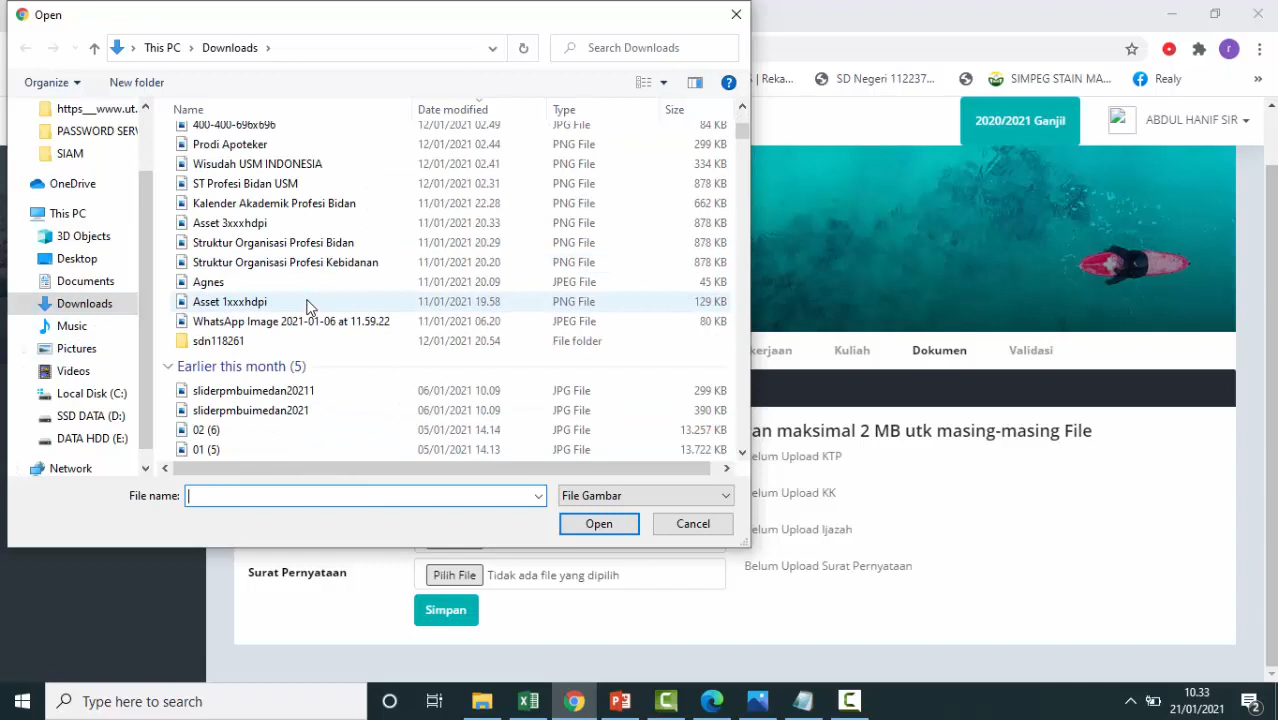 Open
This PC
Downloads
Search Downloads
Organize
New folder
https__www.ut.
PASSWORD SERV
SIAM
OneDrive
This PC
3D Objects
Desktop
Documents
Downloads
Music
Pictures
Videos
Local Disk (C:)
SSD DATA (D:)
DATA HDD (E:)
Network
Name Date modified Type Size
400-400-696x696 12/01/2021 02.49 JPG File 84 KB
Prodi Apoteker 12/01/2021 02.44 PNG File 299 KB
Wisudah USM INDONESIA 12/01/2021 02.41 PNG File 334 KB
ST Profesi Bidan USM 12/01/2021 02.31 PNG File 878 KB
Kalender Akademik Profesi Bidan 11/01/2021 22.28 PNG File 662 KB
Asset 3xxxhdpi 11/01/2021 20.33 PNG File 878 KB
Struktur Organisasi Profesi Bidan 11/01/2021 20.29 PNG File 878 KB
Struktur Organisasi Profesi Kebidanan 11/01/2021 20.20 PNG File 878 KB
Agnes 11/01/2021 20.09 JPEG File 45 KB
Asset 1xxxhdpi 11/01/2021 19.58 PNG File 129 KB
WhatsApp Image 2021-01-06 at 11.59.22 11/01/2021 06.20 JPEG File 80 KB
sdn118261 12/01/2021 20.54 File folder
Earlier this month (5)
sliderpmbuimedan20211 06/01/2021 10.09 JPG File 299 KB
sliderpmbuimedan2021 06/01/2021 10.09 JPG File 390 KB
02 (6) 05/01/2021 14.14 JPG File 13.257 KB
01 (5) 05/01/2021 14.13 JPG File 13.722 KB
File name:
File Gambar
Open Cancel
r
| Reka...
SD Negeri 112237...
SIMPEG STAIN MA...
Realy
»
2020/2021 Ganjil
ABDUL HANIF SIR
kerjaan Kuliah Dokumen Validasi
an maksimal 2 MB utk masing-masing File
elum Upload KTP
elum Upload KK
elum Upload Ijazah
Surat Pernyataan
Pilih File Tidak ada file yang dipilih
Belum Upload Surat Pernyataan
Simpan
Type here to search
10.33
21/01/2021
2